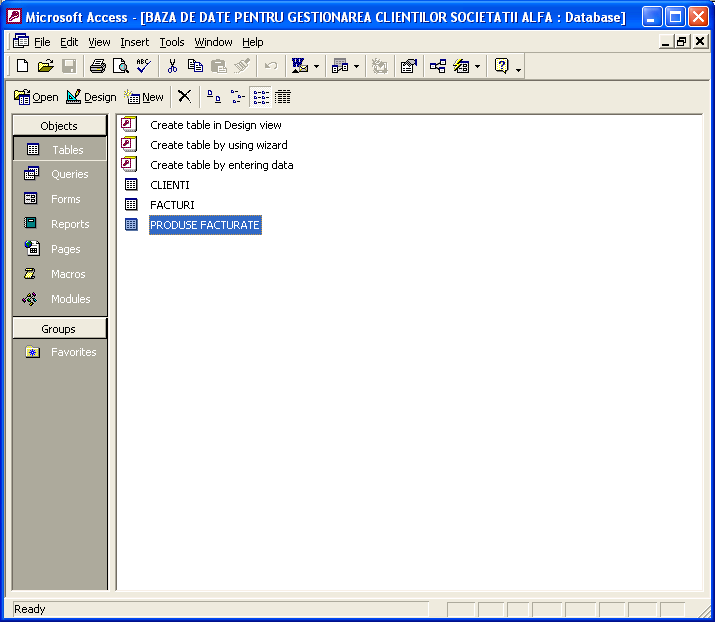 Microsoft Access - [BAZA DE DATE PENTRU GESTIONAREA CLIENTILOR SOCIETATII ALFA : Database]
File Edit View Insert Tools Window Help
Open Design New
Objects
Tables
Queries
Forms
Reports
Pages
Macros
Modules
Groups
Favorites
Create table in Design view
Create table by using wizard
Create table by entering data
CLIENTI
FACTURI
PRODUSE FACTURATE
Ready